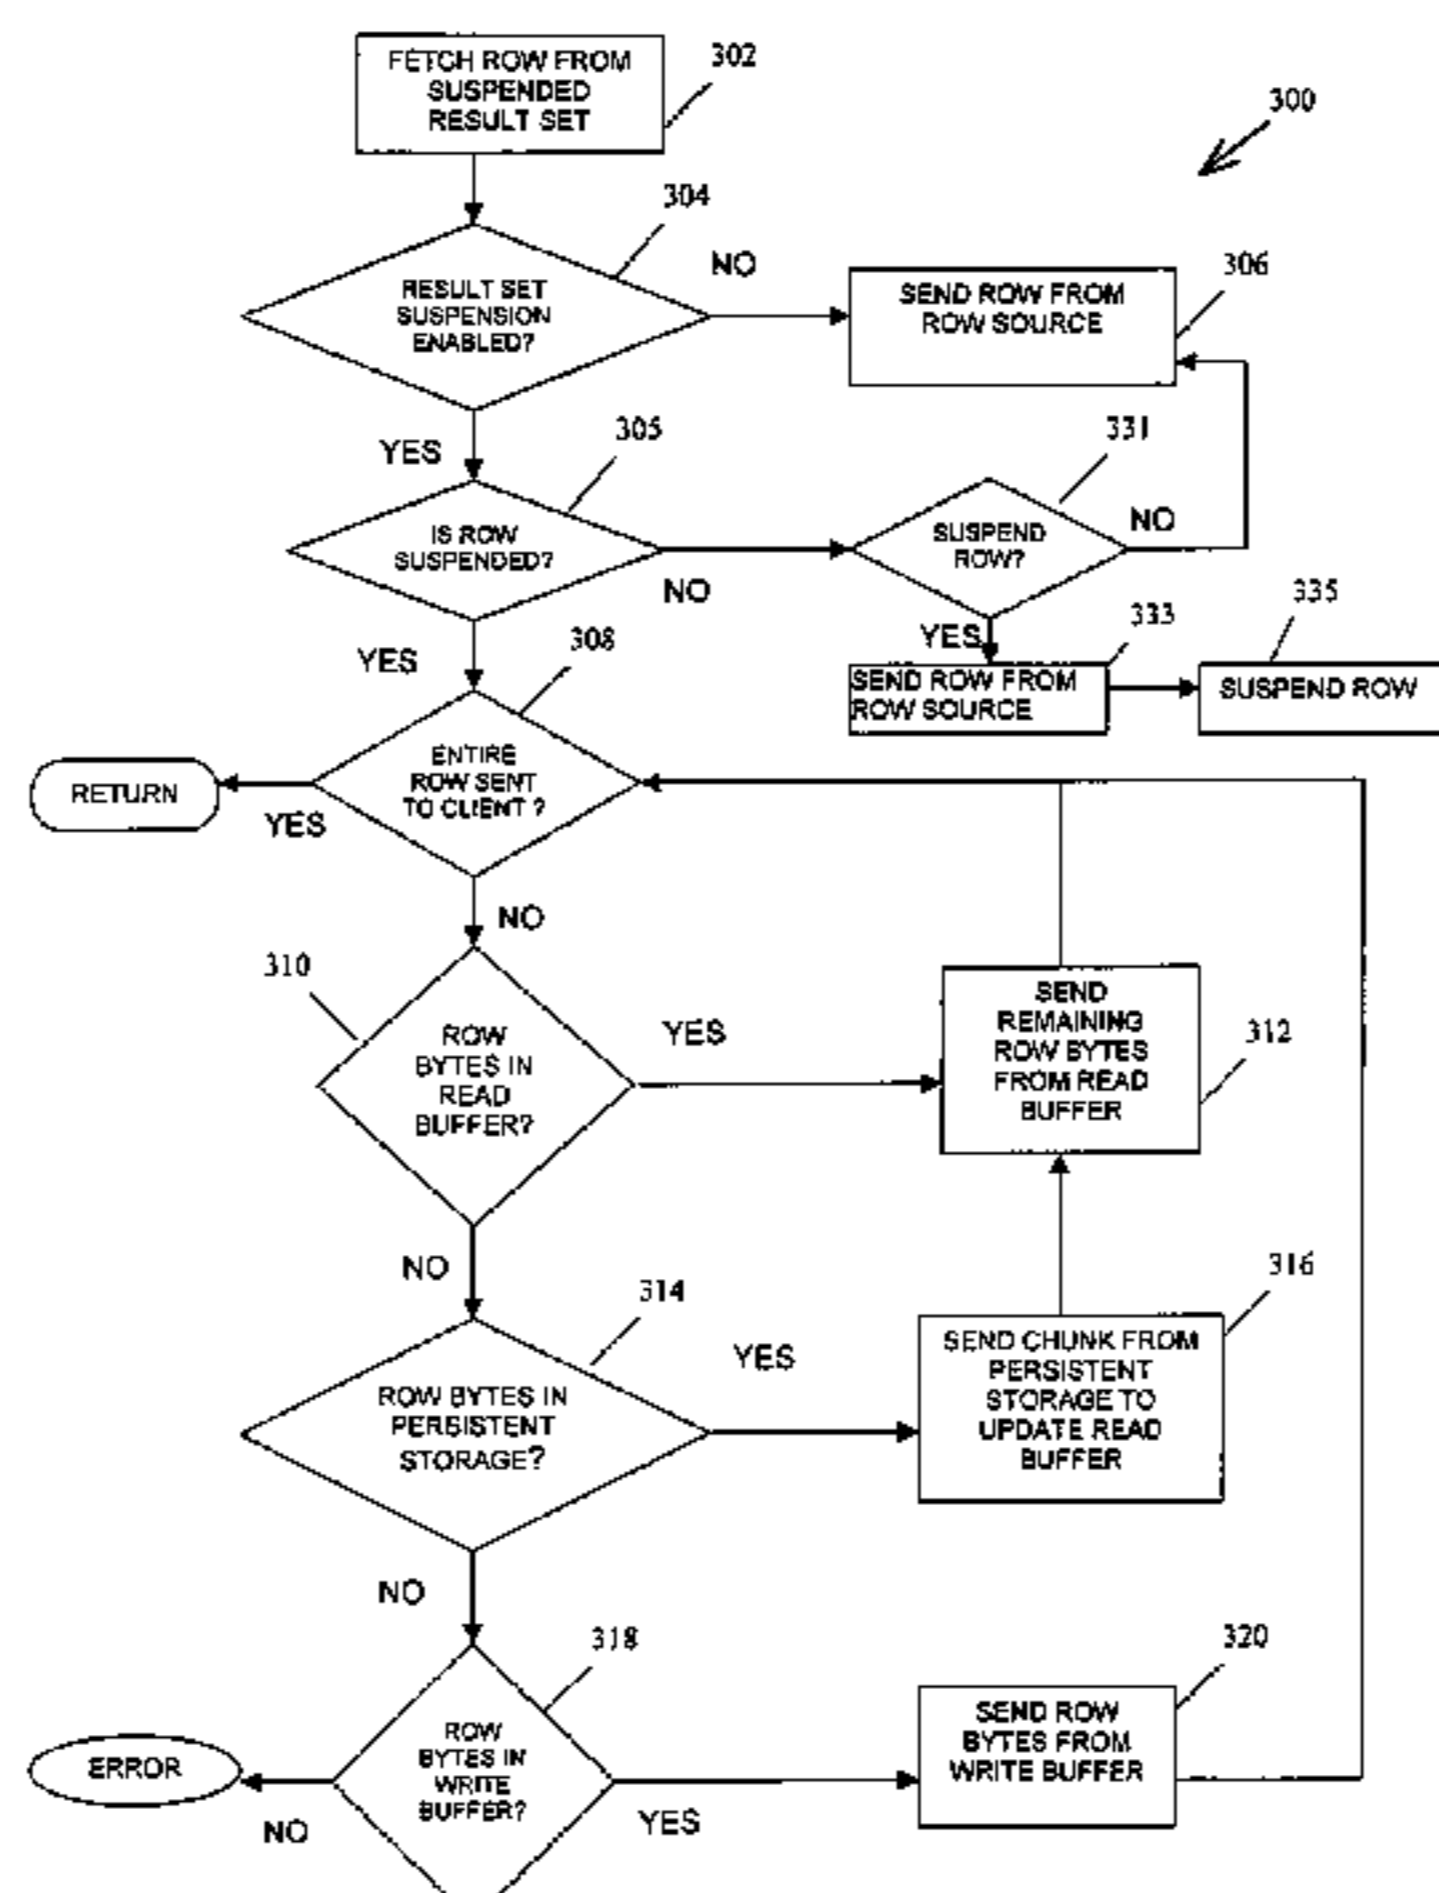 FETCH ROW FROM
SUSPENDED
RESULT SET
302
300
304
RESULT SET
SUSPENSION
ENABLED?
NO
SEND ROW FROM
ROW SOURCE
306
YES
305
IS ROW
SUSPENDED?
NO
331
SUSPEND
ROW?
NO
YES
333
SEND ROW FROM
ROW SOURCE
335
SUSPEND ROW
YES
308
ENTIRE
ROW SENT
TO CLIENT ?
RETURN
YES
NO
310
ROW
BYTES IN
READ
BUFFER?
YES
SEND
REMAINING
ROW BYTES
FROM READ
BUFFER
312
NO
314
ROW BYTES IN
PERSISTENT
STORAGE?
YES
SEND CHUNK FROM
PERSISTENT
STORAGE TO
UPDATE READ
BUFFER
316
NO
318
ROW
BYTES IN
WRITE
BUFFER?
ERROR
NO
YES
SEND ROW
BYTES FROM
WRITE BUFFER
320